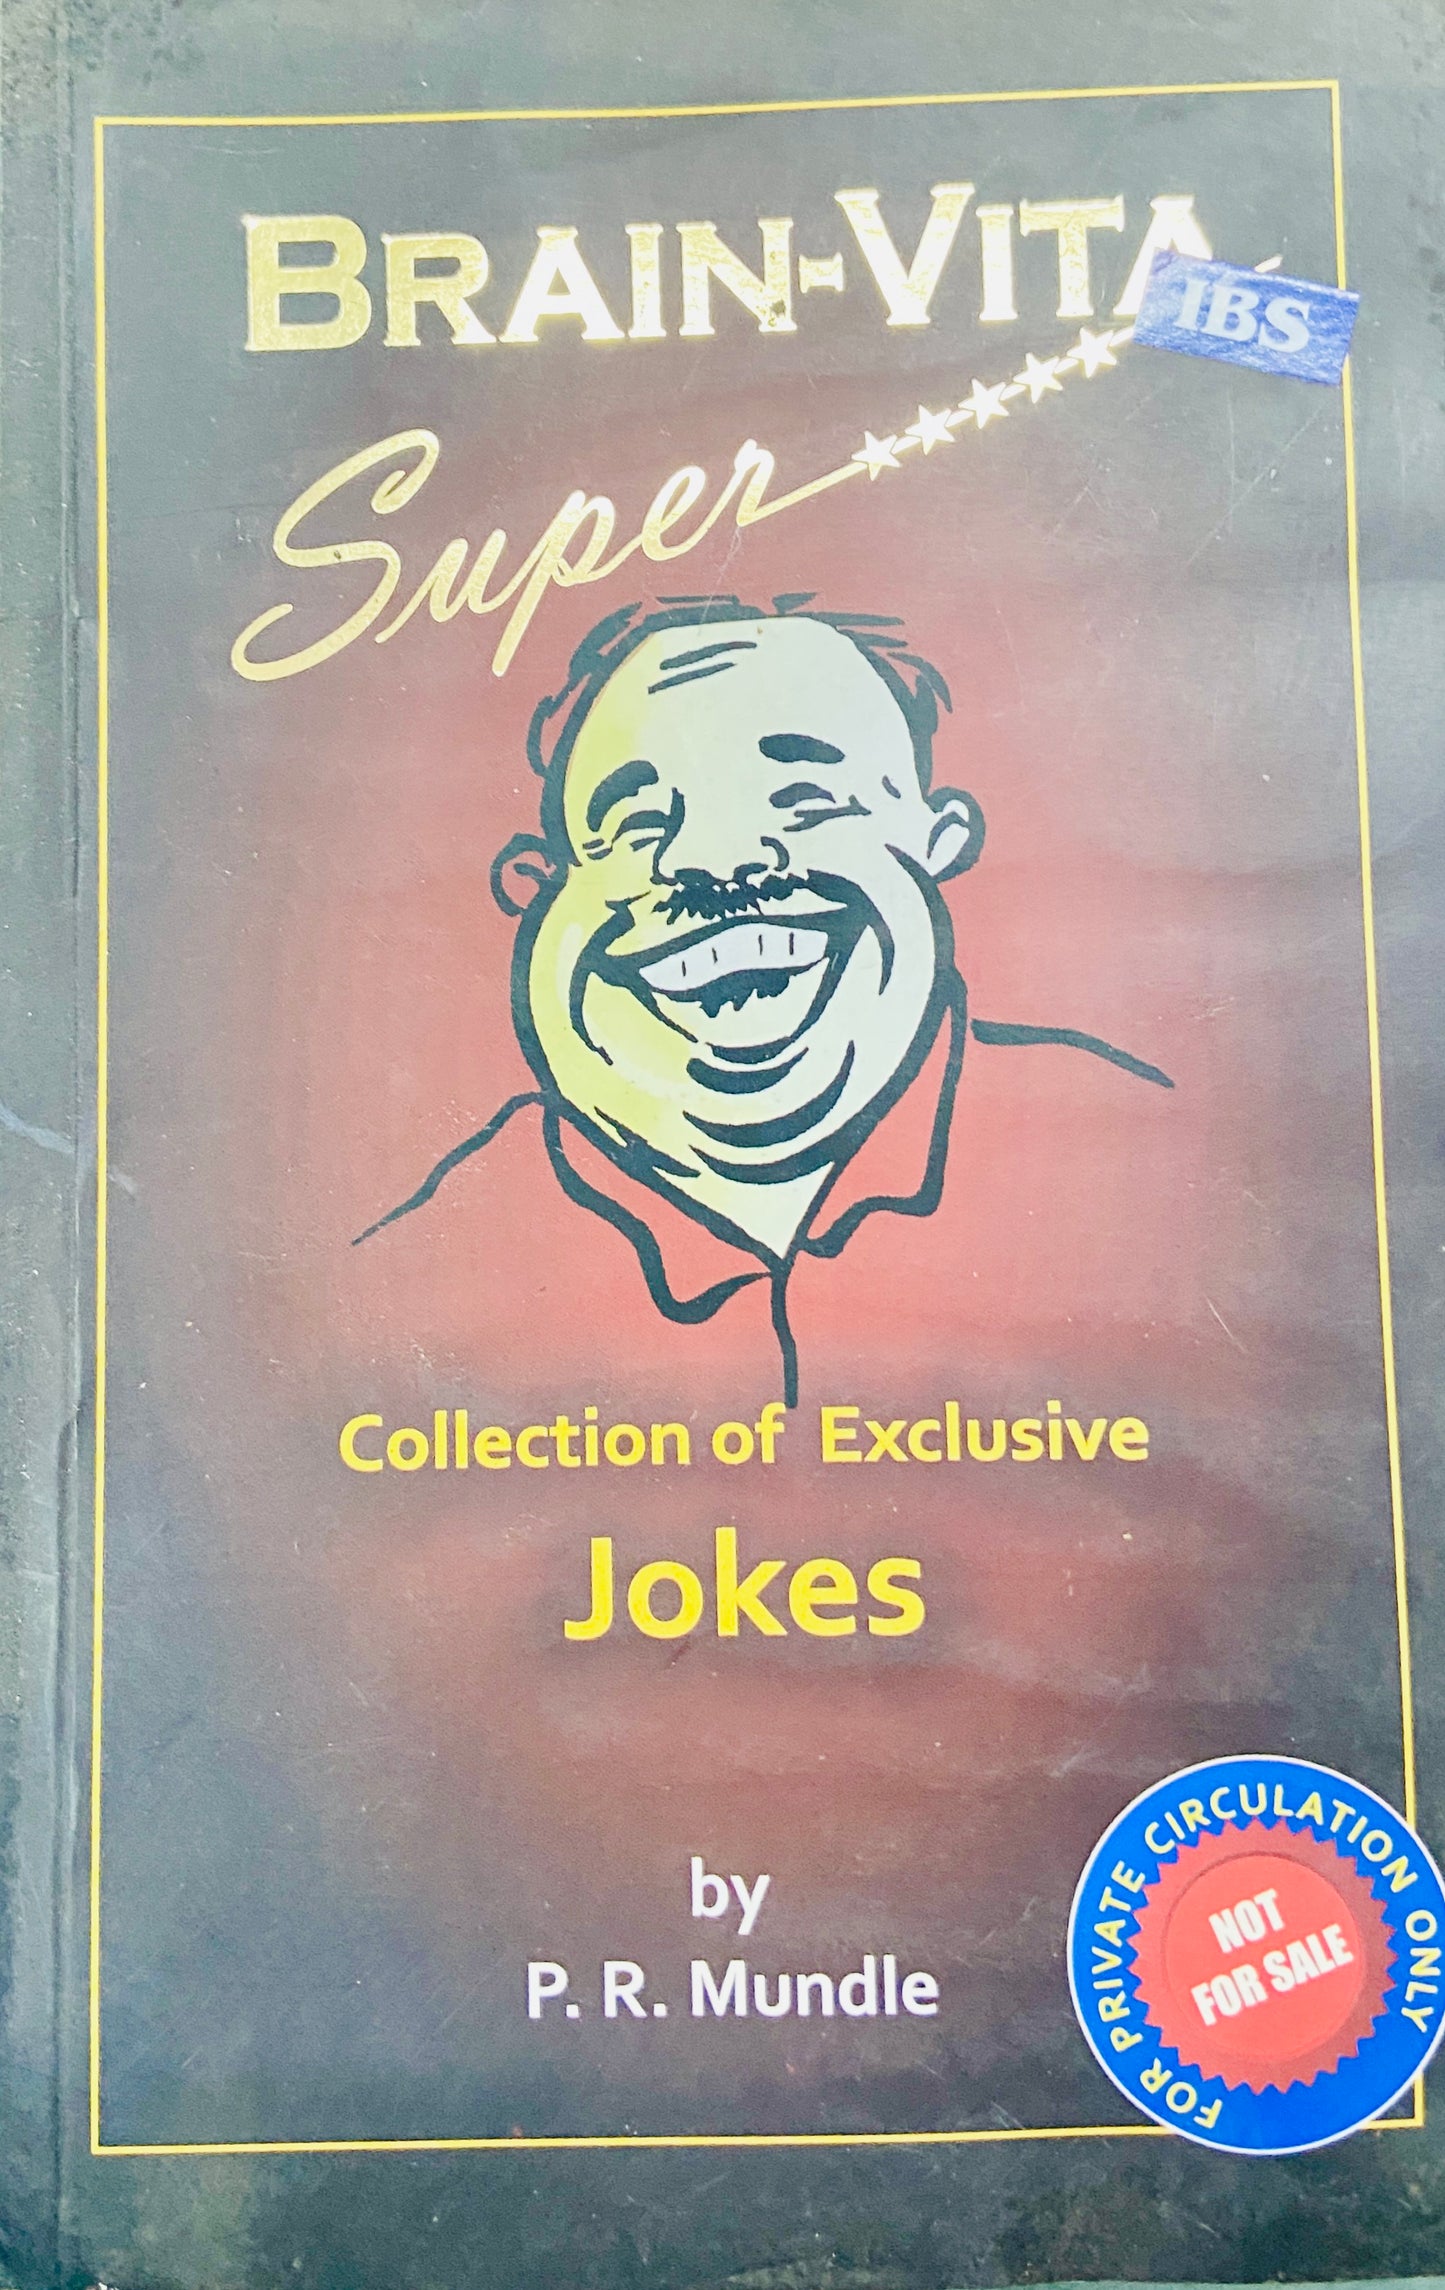 BRAIN-VITA
IBS
Super
Collection of Exclusive
Jokes
by
P. R. Mundle
FOR PRIVATE CIRCULATION ONLY
NOT
FOR SALE